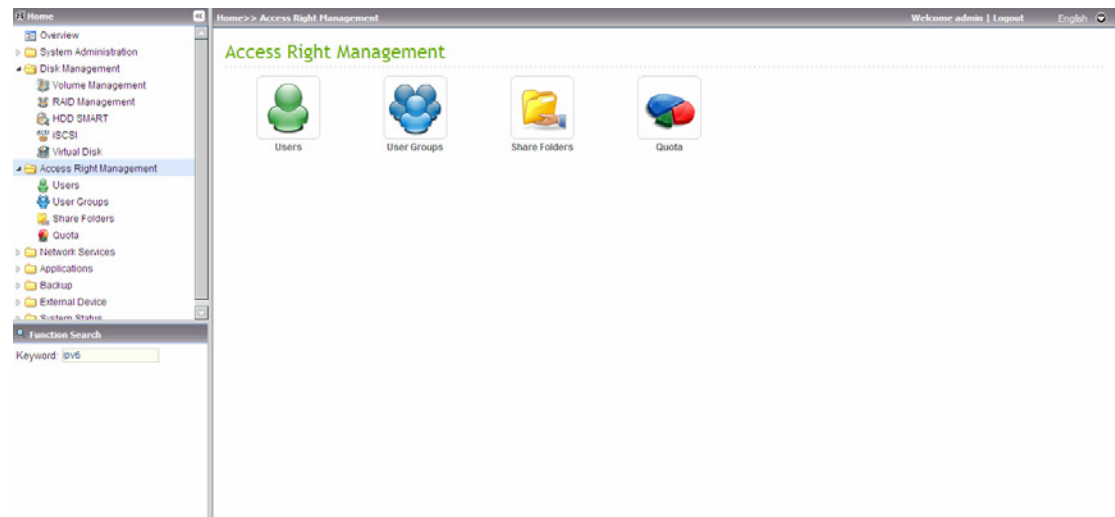 Home
Home>> Access Right Management
Welcome admin | Logout
English
Overview
System Administration
Disk Management
Volume Management
RAID Management
HDD SMART
iSCSI
Virtual Disk
Access Right Management
Users
User Groups
Share Folders
Quota
Network Services
Applications
Backup
External Device
System Status
Function Search
Keyword: ipv6
Access Right Management
Users
User Groups
Share Folders
Quota